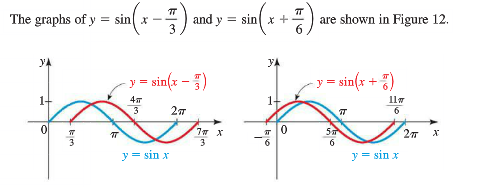 The graphs of y = sin(x − π/3) and y = sin(x + π/6) are shown in Figure 12.
y
y = sin(x − π/3)
1
4π/3
2π
0
π/3
π
7π/3
x
y = sin x
y
y = sin(x + π/6)
1
π
11π/6
−π/6
0
5π/6
2π
x
y = sin x